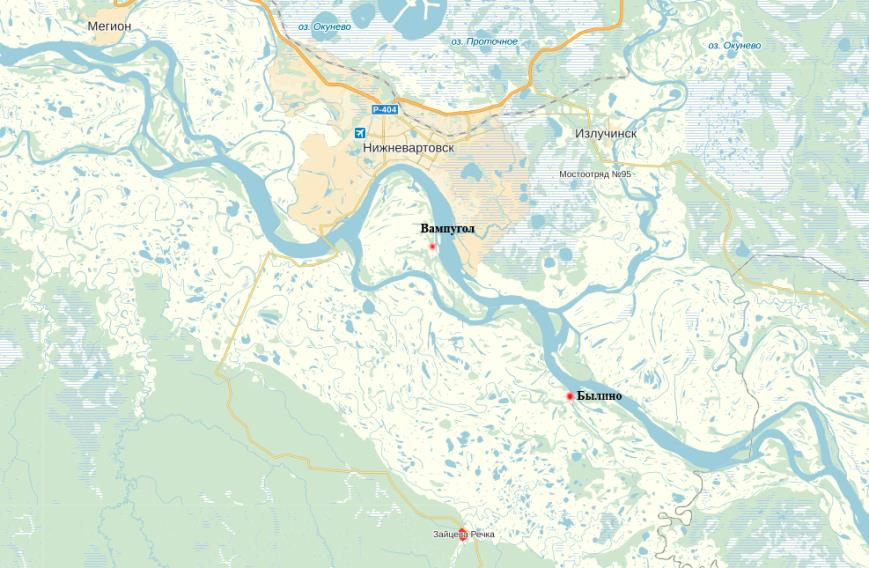 Мегион
оз. Окунево
оз. Проточное
оз. Окунево
Р-404
Нижневартовск
Излучинск
Мостоотряд №95
Вампугол
Былино
Зайцева Речка